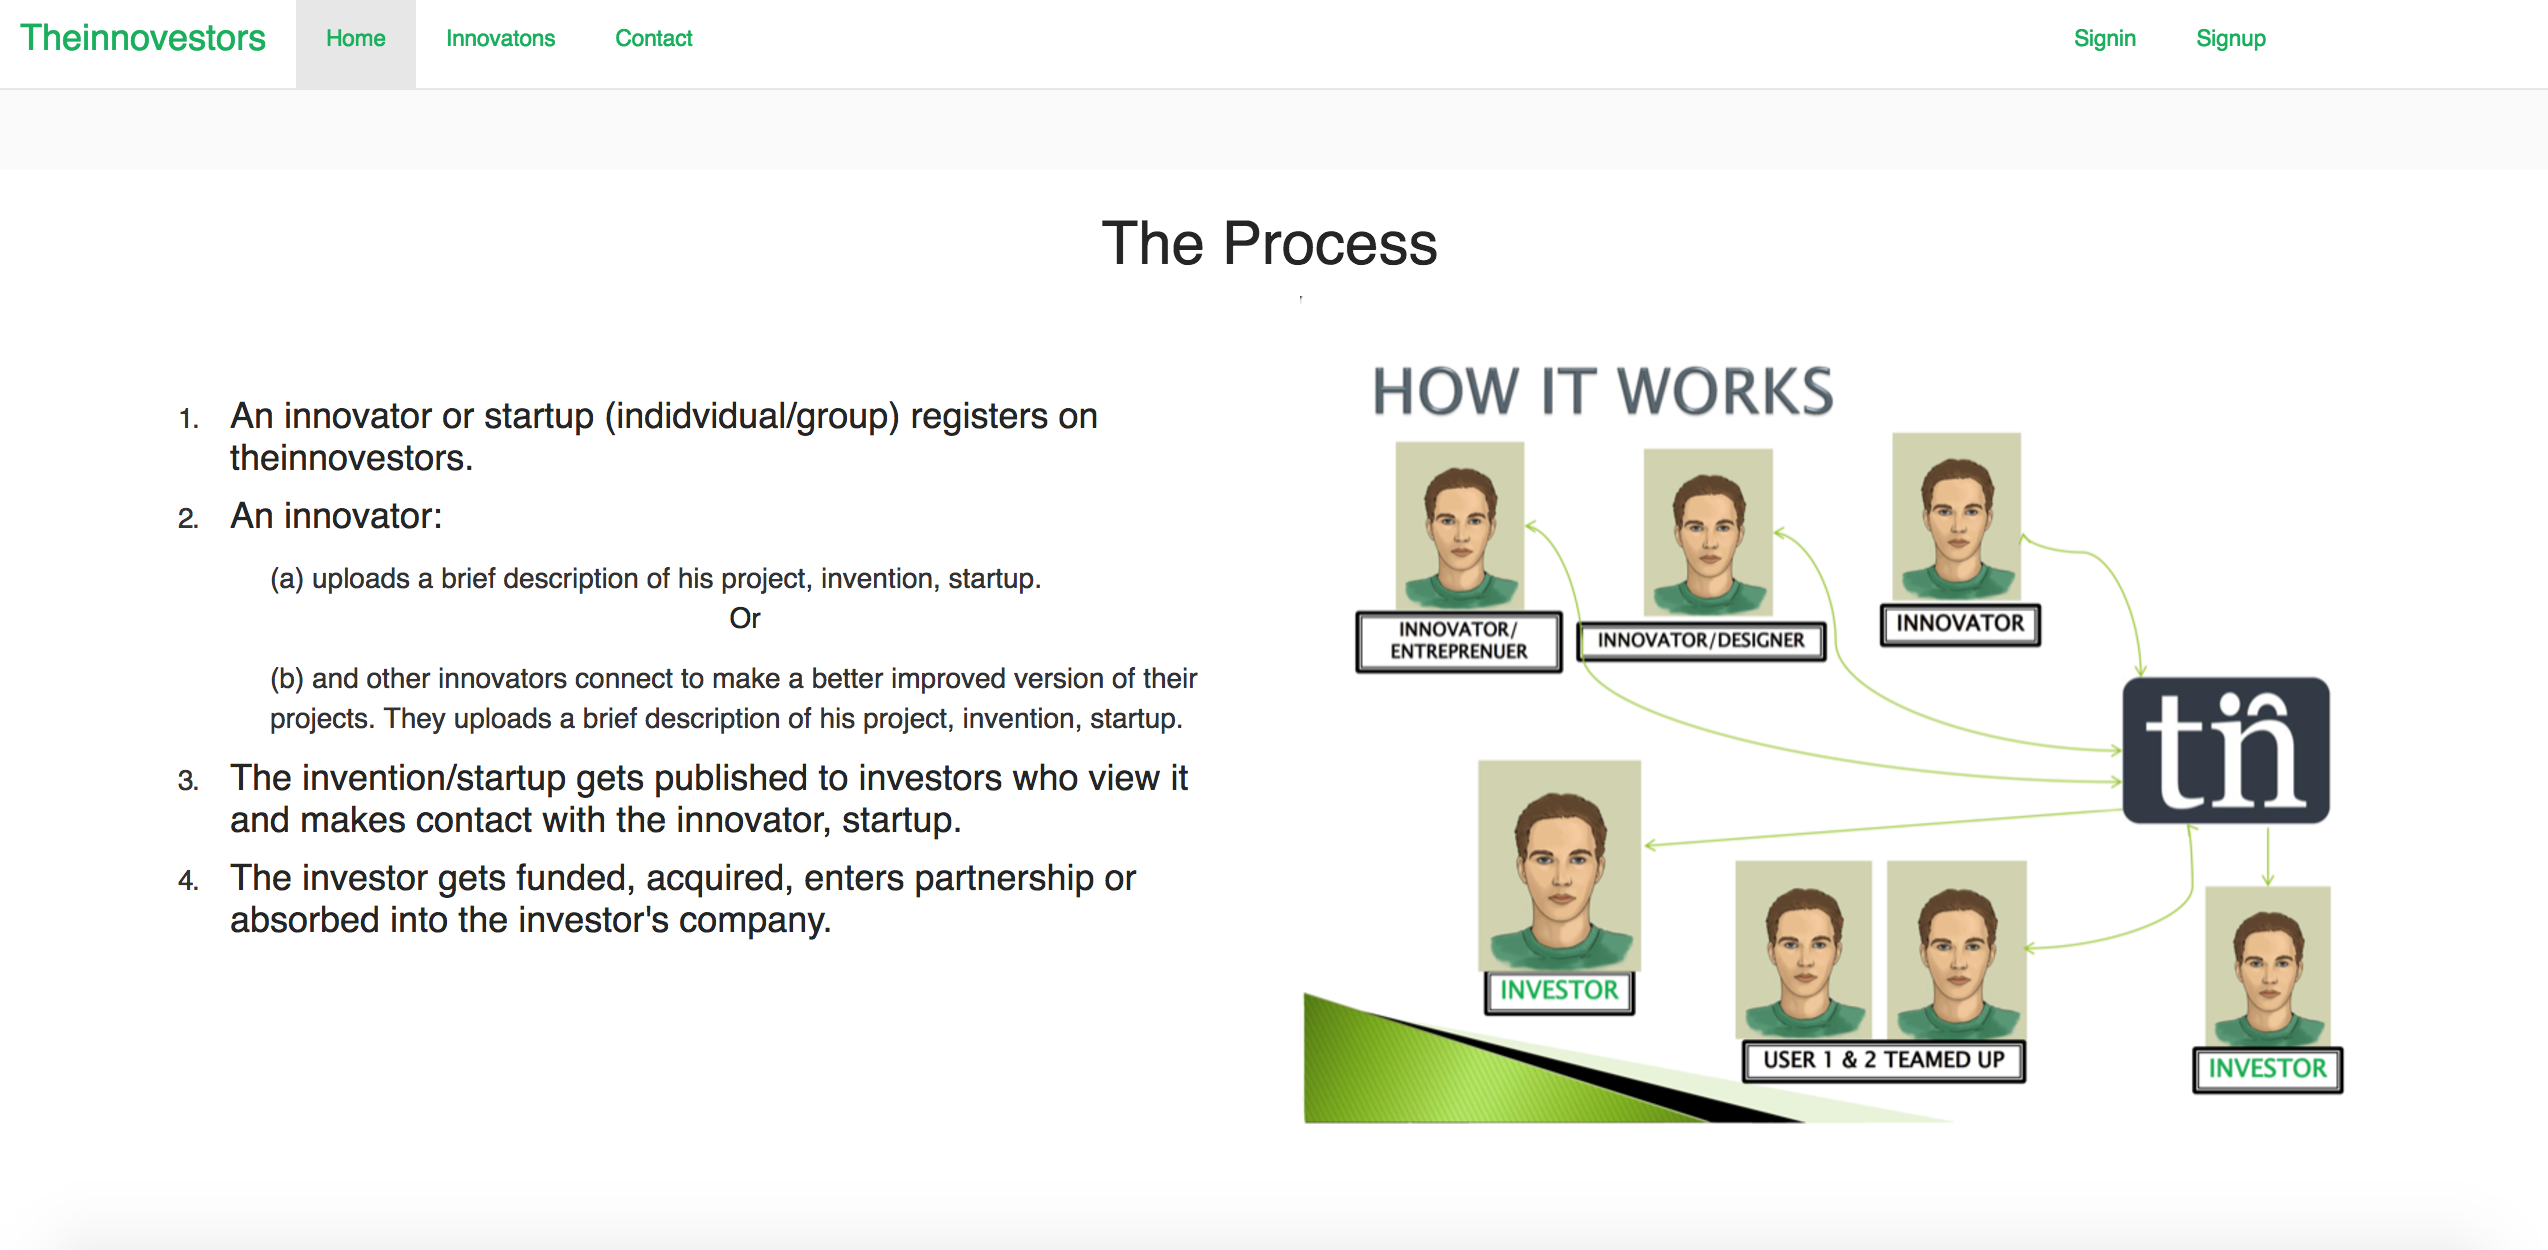 Theinnovestors
Home
Innovatons
Contact
Signin
Signup
The Process
1. An innovator or startup (indidvidual/group) registers on
theinnovestors.
2. An innovator:
(a) uploads a brief description of his project, invention, startup.
Or
(b) and other innovators connect to make a better improved version of their
projects. They uploads a brief description of his project, invention, startup.
3. The invention/startup gets published to investors who view it
and makes contact with the innovator, startup.
4. The investor gets funded, acquired, enters partnership or
absorbed into the investor's company.
HOW IT WORKS
INNOVATOR/
ENTREPRENUER
INNOVATOR/DESIGNER
INNOVATOR
tin̂
INVESTOR
USER 1 & 2 TEAMED UP
INVESTOR